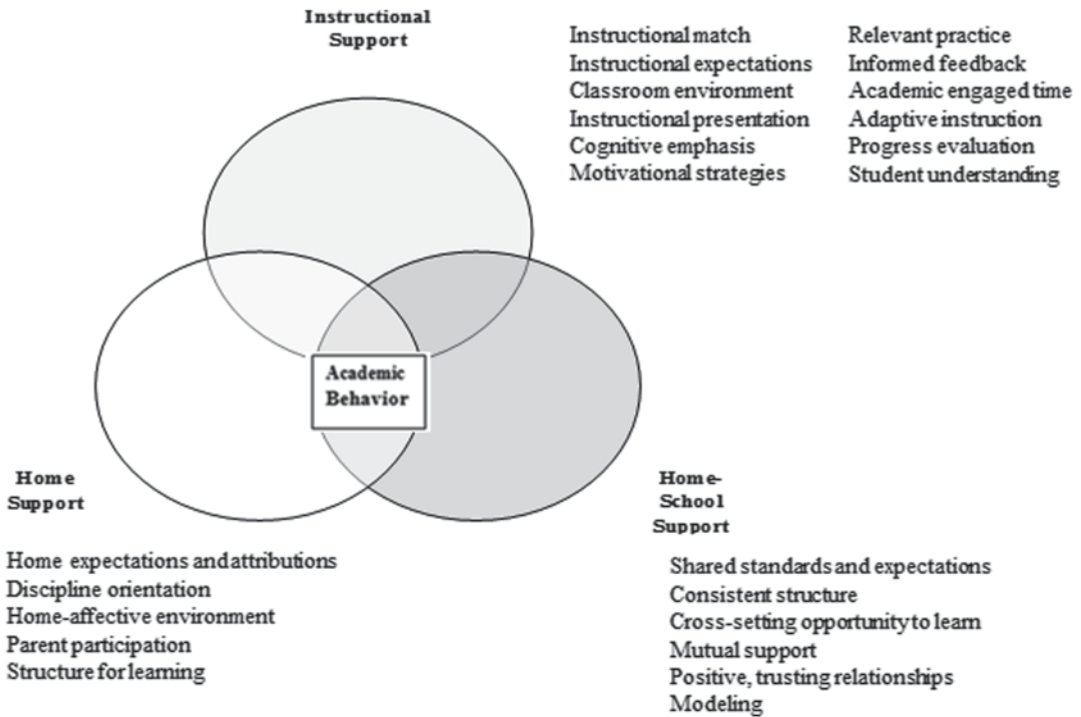 Instructional
Support
Instructional match
Instructional expectations
Classroom environment
Instructional presentation
Cognitive emphasis
Motivational strategies
Relevant practice
Informed feedback
Academic engaged time
Adaptive instruction
Progress evaluation
Student understanding
Academic
Behavior
Home
Support
Home expectations and attributions
Discipline orientation
Home-affective environment
Parent participation
Structure for learning
Home-
School
Support
Shared standards and expectations
Consistent structure
Cross-setting opportunity to learn
Mutual support
Positive, trusting relationships
Modeling